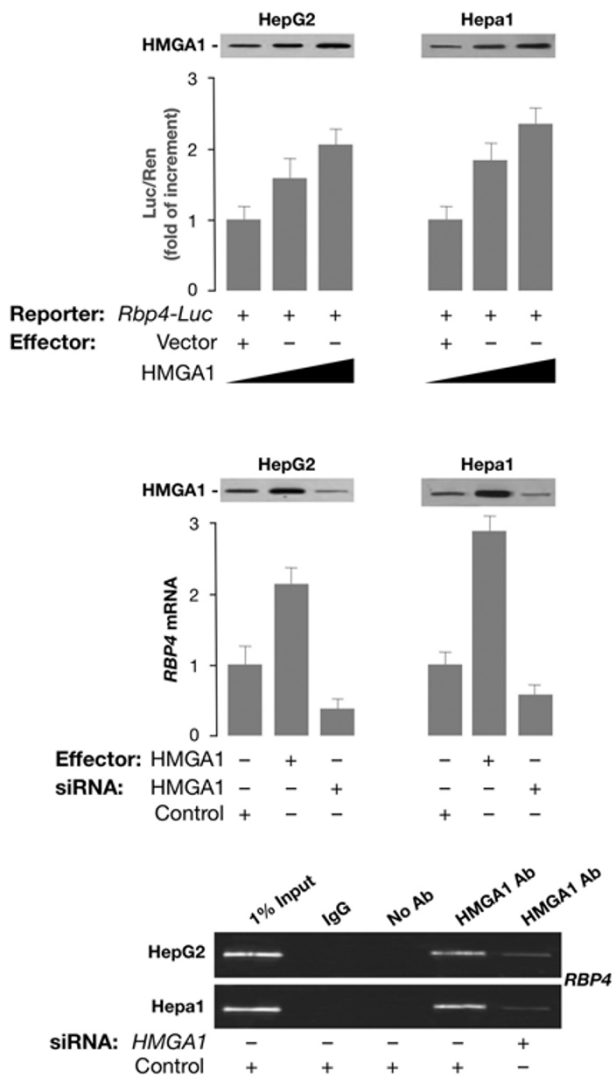 HepG2 Hepa1
HMGA1 -
3
2
1
0
Luc/Ren
(fold of increment)
Reporter: Rbp4-Luc + + + + + +
Effector: Vector + − − + − −
HMGA1
HepG2 Hepa1
HMGA1 -
3
2
1
0
RBP4 mRNA
Effector: HMGA1 − + − − + −
siRNA: HMGA1 − − + − − +
Control + − − + − −
1% Input IgG No Ab HMGA1 Ab HMGA1 Ab
HepG2
RBP4
Hepa1
siRNA: HMGA1 − − − − +
Control + + + + −